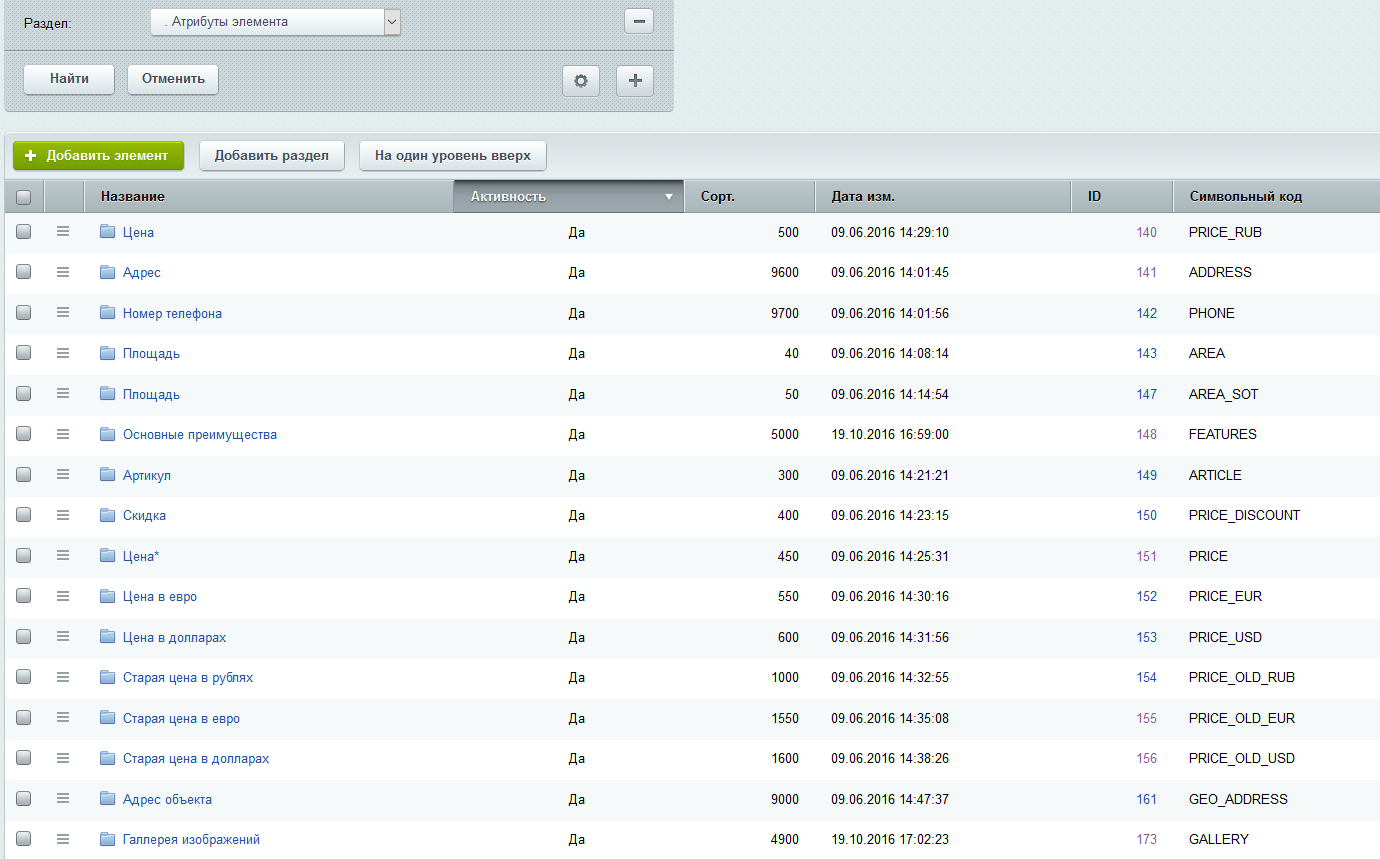 Раздел: . Атрибуты элемента
Найти Отменить
Добавить элемент Добавить раздел На один уровень вверх
Название Активность Сорт. Дата изм. ID Символьный код
Цена Да 500 09.06.2016 14:29:10 140 PRICE_RUB
Адрес Да 9600 09.06.2016 14:01:45 141 ADDRESS
Номер телефона Да 9700 09.06.2016 14:01:56 142 PHONE
Площадь Да 40 09.06.2016 14:08:14 143 AREA
Площадь Да 50 09.06.2016 14:14:54 147 AREA_SOT
Основные преимущества Да 5000 19.10.2016 16:59:00 148 FEATURES
Артикул Да 300 09.06.2016 14:21:21 149 ARTICLE
Скидка Да 400 09.06.2016 14:23:15 150 PRICE_DISCOUNT
Цена* Да 450 09.06.2016 14:25:31 151 PRICE
Цена в евро Да 550 09.06.2016 14:30:16 152 PRICE_EUR
Цена в долларах Да 600 09.06.2016 14:31:56 153 PRICE_USD
Старая цена в рублях Да 1000 09.06.2016 14:32:55 154 PRICE_OLD_RUB
Старая цена в евро Да 1550 09.06.2016 14:35:08 155 PRICE_OLD_EUR
Старая цена в долларах Да 1600 09.06.2016 14:38:26 156 PRICE_OLD_USD
Адрес объекта Да 9000 09.06.2016 14:47:37 161 GEO_ADDRESS
Галлерея изображений Да 4900 19.10.2016 17:02:23 173 GALLERY